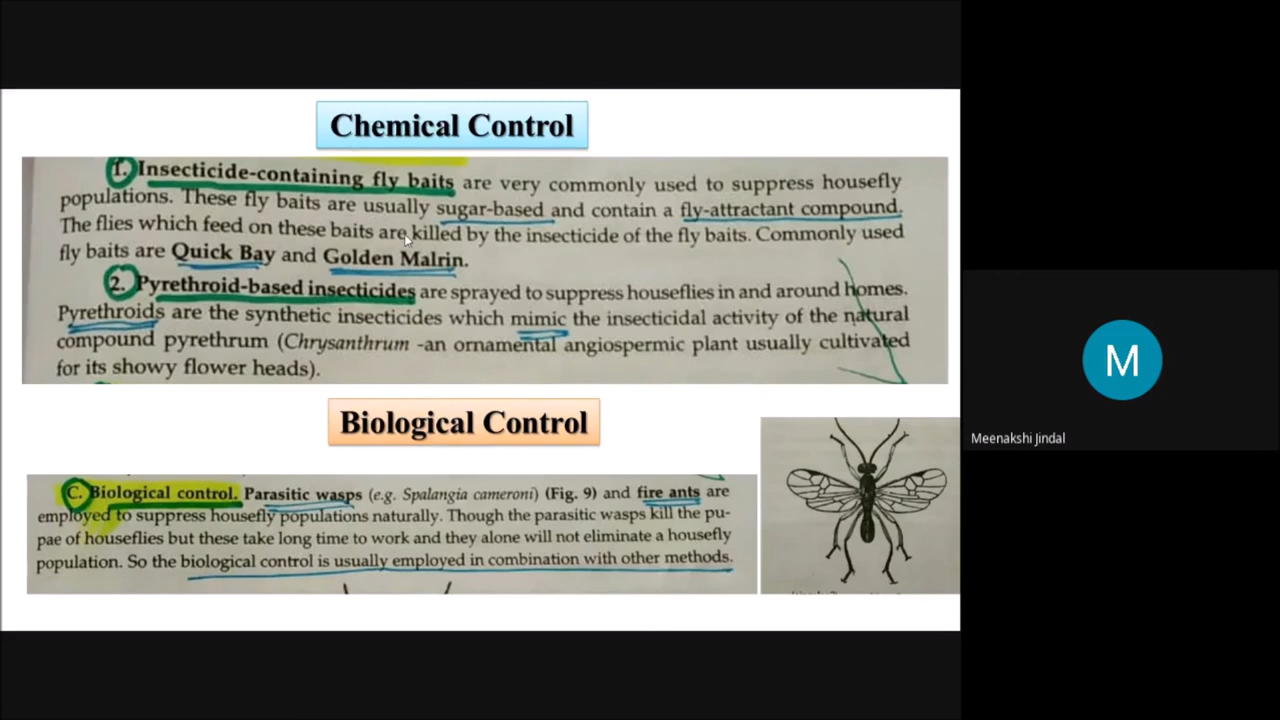 Chemical Control
1. Insecticide-containing fly baits are very commonly used to suppress housefly
populations. These fly baits are usually sugar-based and contain a fly-attractant compound.
The flies which feed on these baits are killed by the insecticide of the fly baits. Commonly used
fly baits are Quick Bay and Golden Malrin.
2. Pyrethroid-based insecticides are sprayed to suppress houseflies in and around homes.
Pyrethroids are the synthetic insecticides which mimic the insecticidal activity of the natural
compound pyrethrum (Chrysanthrum -an ornamental angiospermic plant usually cultivated
for its showy flower heads).
Biological Control
C. Biological control. Parasitic wasps (e.g. Spalangia cameroni) (Fig. 9) and fire ants are
employed to suppress housefly populations naturally. Though the parasitic wasps kill the pu-
pae of houseflies but these take long time to work and they alone will not eliminate a housefly
population. So the biological control is usually employed in combination with other methods.
M
Meenakshi Jindal